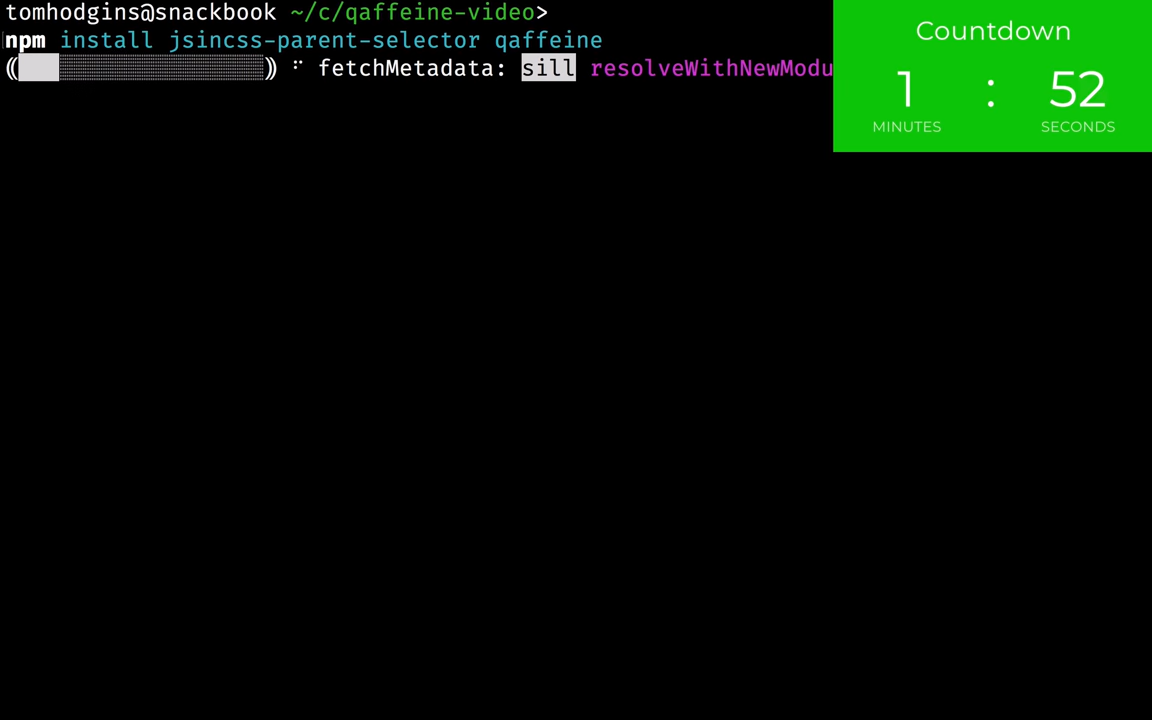 tomhodgins@snackbook ~/c/qaffeine-video>
npm install jsincss-parent-selector qaffeine
fetchMetadata: sill resolveWithNewModu
Countdown
1 : 52
MINUTES SECONDS